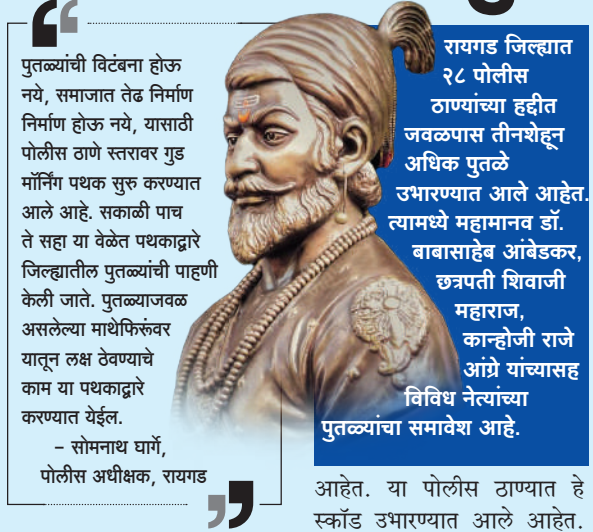 पुतळ्यांची विटंबना होऊ
नये, समाजात तेढ निर्माण
निर्माण होऊ नये, यासाठी
पोलीस ठाणे स्तरावर गुड
मॉर्निंग पथक सुरु करण्यात
आले आहे. सकाळी पाच
ते सहा या वेळेत पथकाद्वारे
जिल्ह्यातील पुतळ्यांची पाहणी
केली जाते. पुतळ्याजवळ
असलेल्या माथेफिरूंवर
यातून लक्ष ठेवण्याचे
काम या पथकाद्वारे
करण्यात येईल.
– सोमनाथ घार्गे,
पोलीस अधीक्षक, रायगड
रायगड जिल्ह्यात
२८ पोलीस
ठाण्यांच्या हद्दीत
जवळपास तीनशेहून
अधिक पुतळे
उभारण्यात आले आहेत.
त्यामध्ये महामानव डॉ.
बाबासाहेब आंबेडकर,
छत्रपती शिवाजी
महाराज,
कान्होजी राजे
आंग्रे यांच्यासह
विविध नेत्यांच्या
पुतळ्यांचा समावेश आहे.
आहेत. या पोलीस ठाण्यात हे
स्कॉड उभारण्यात आले आहेत.